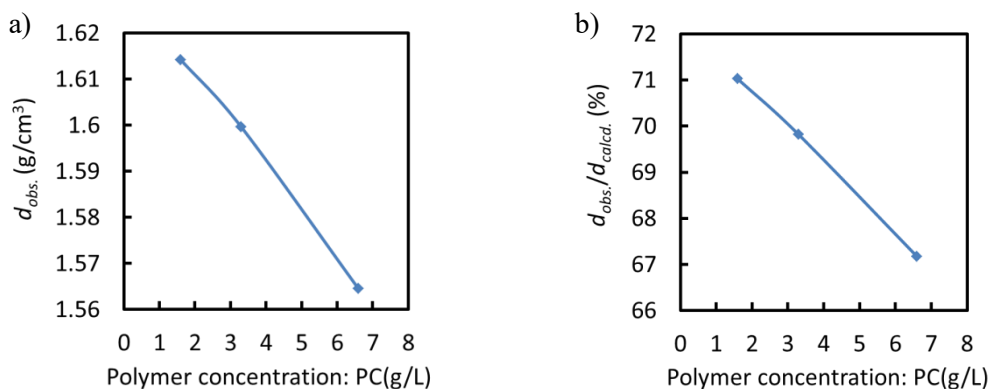 a)
d_obs. (g/cm³)
1.62
1.61
1.6
1.59
1.58
1.57
1.56
0 1 2 3 4 5 6 7 8
Polymer concentration: PC(g/L)
b)
d_obs./d_calcd. (%)
72
71
70
69
68
67
66
0 1 2 3 4 5 6 7 8
Polymer concentration: PC(g/L)